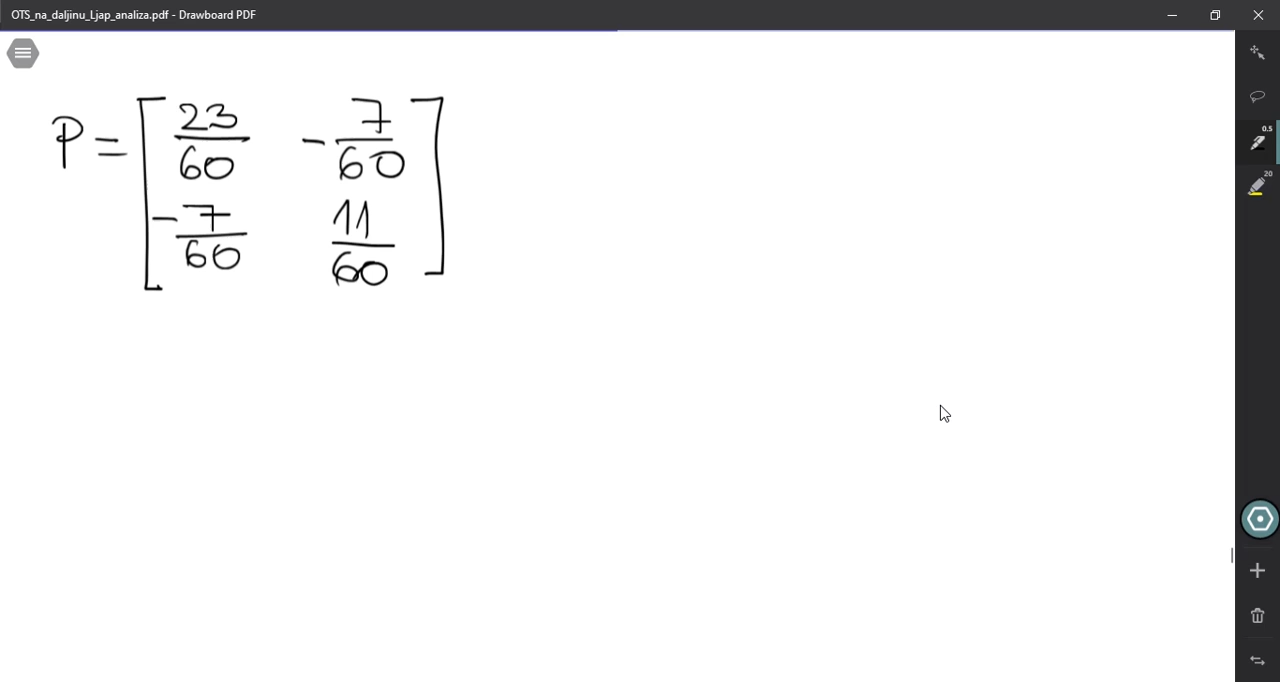 OTS_na_daljinu_Ljap_analiza.pdf - Drawboard PDF
0.5
20
P = [ 23/60 - 7/60
- 7/60 11/60 ]